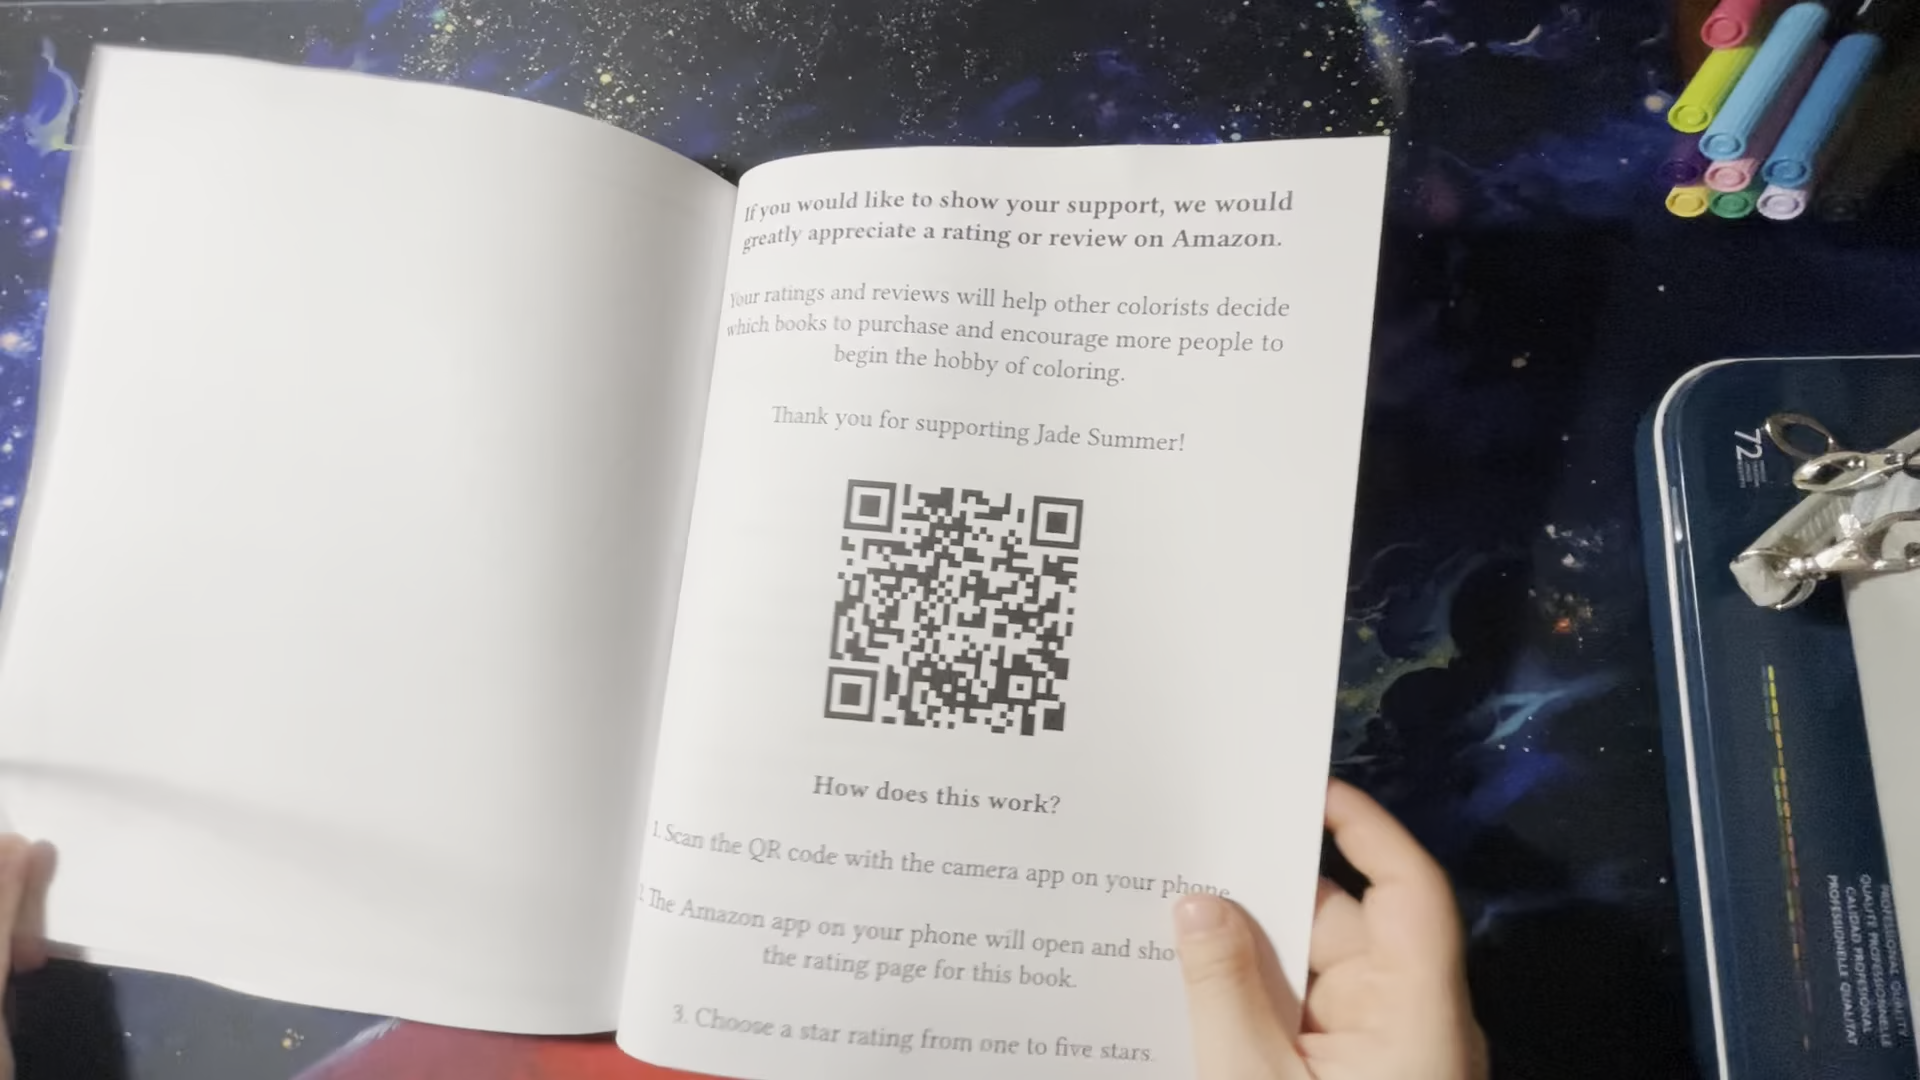 If you would like to show your support, we would
greatly appreciate a rating or review on Amazon.
Your ratings and reviews will help other colorists decide
which books to purchase and encourage more people to
begin the hobby of coloring.
Thank you for supporting Jade Summer!
How does this work?
1. Scan the QR code with the camera app on your phone
2. The Amazon app on your phone will open and sho
the rating page for this book.
3. Choose a star rating from one to five stars.
72
PROFESSIONAL QUALITY
QUALITÉ PROFESSIONNELLE
CALIDAD PROFESIONAL
PROFESSIONELLE QUALITÄT